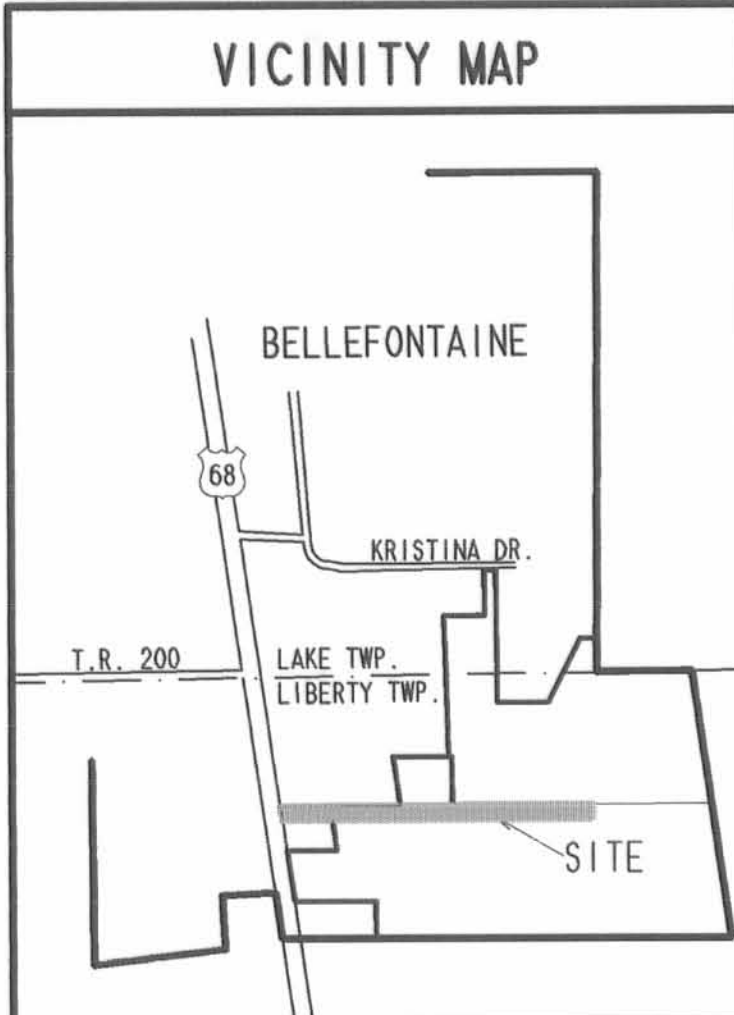 VICINITY MAP
BELLEFONTAINE
68
KRISTINA DR.
T.R. 200
LAKE TWP.
LIBERTY TWP.
SITE